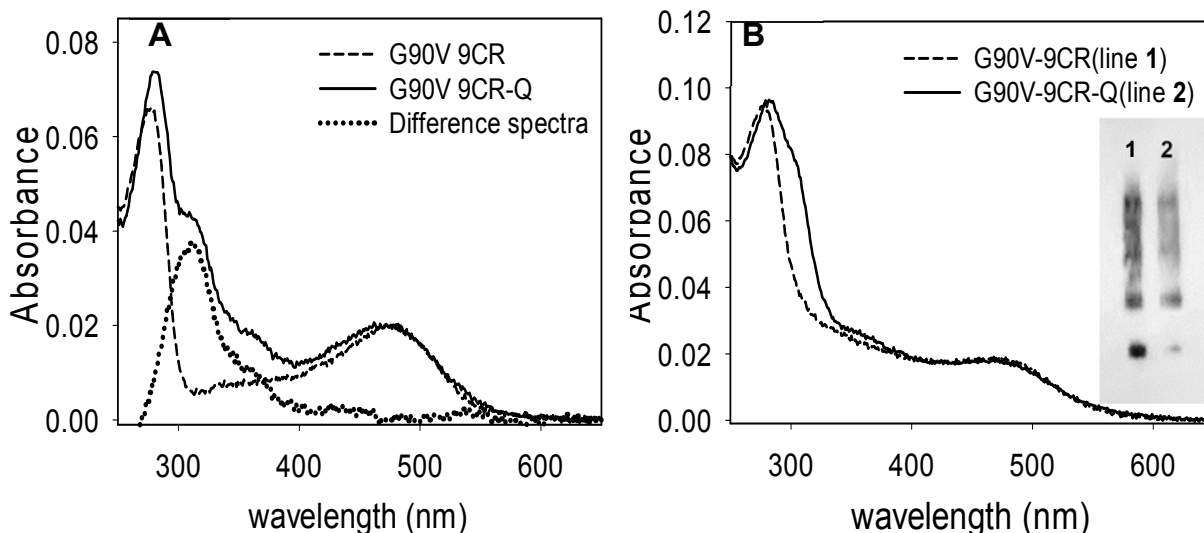 A
G90V 9CR
G90V 9CR-Q
Difference spectra
0.08
0.06
0.04
0.02
0.00
Absorbance
300 400 500 600
wavelength (nm)
B
G90V-9CR(line 1)
G90V-9CR-Q(line 2)
1 2
0.12
0.10
0.08
0.06
0.04
0.02
0.00
Absorbance
300 400 500 600
wavelength (nm)